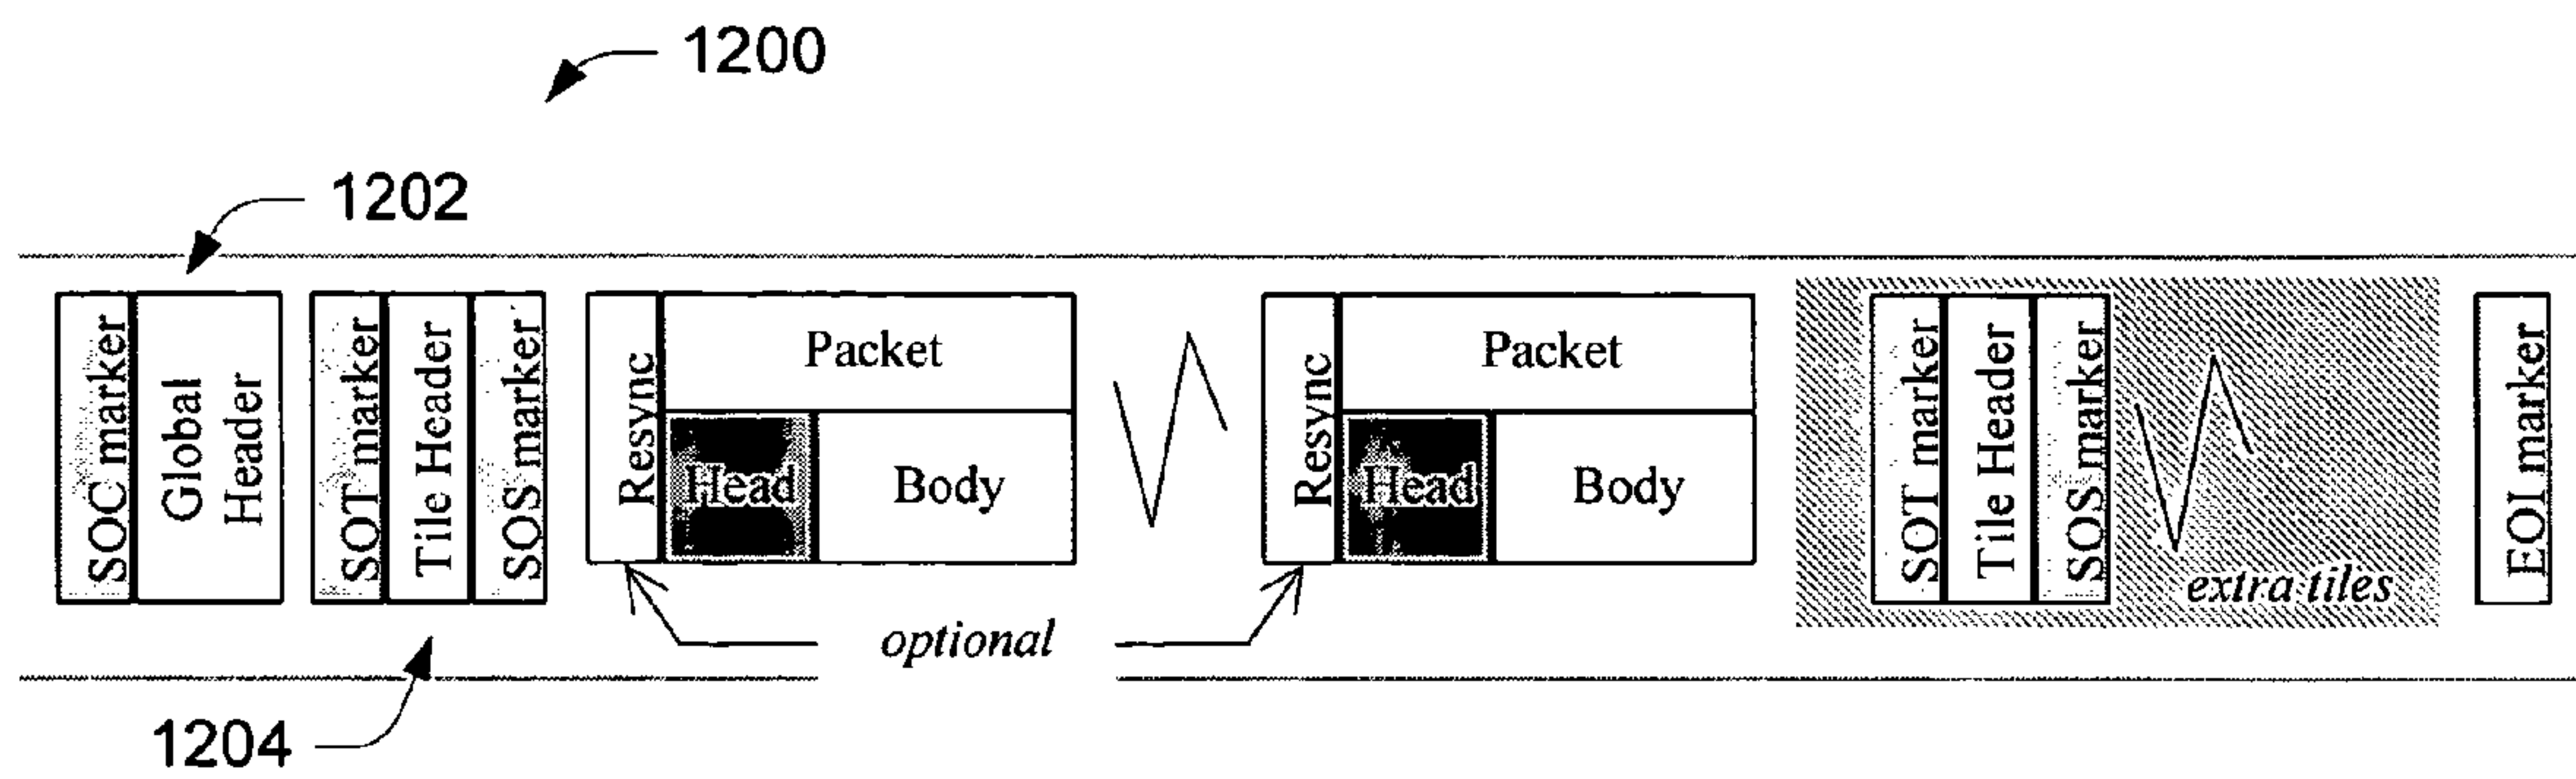 1200
1202
SOC marker
Global
Header
SOT marker
Tile Header
SOS marker
Resync
Packet
Head
Body
Resync
Packet
Head
Body
SOT marker
Tile Header
SOS marker
extra tiles
EOI marker
optional
1204